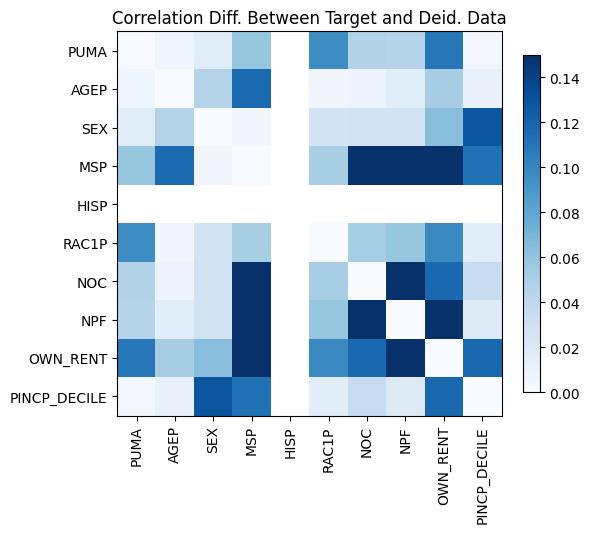 Correlation Diff. Between Target and Deid. Data
PUMA
AGEP
SEX
MSP
HISP
RAC1P
NOC
NPF
OWN_RENT
PINCP_DECILE
PUMA
AGEP
SEX
MSP
HISP
RAC1P
NOC
NPF
OWN_RENT
PINCP_DECILE
0.14
0.12
0.10
0.08
0.06
0.04
0.02
0.00